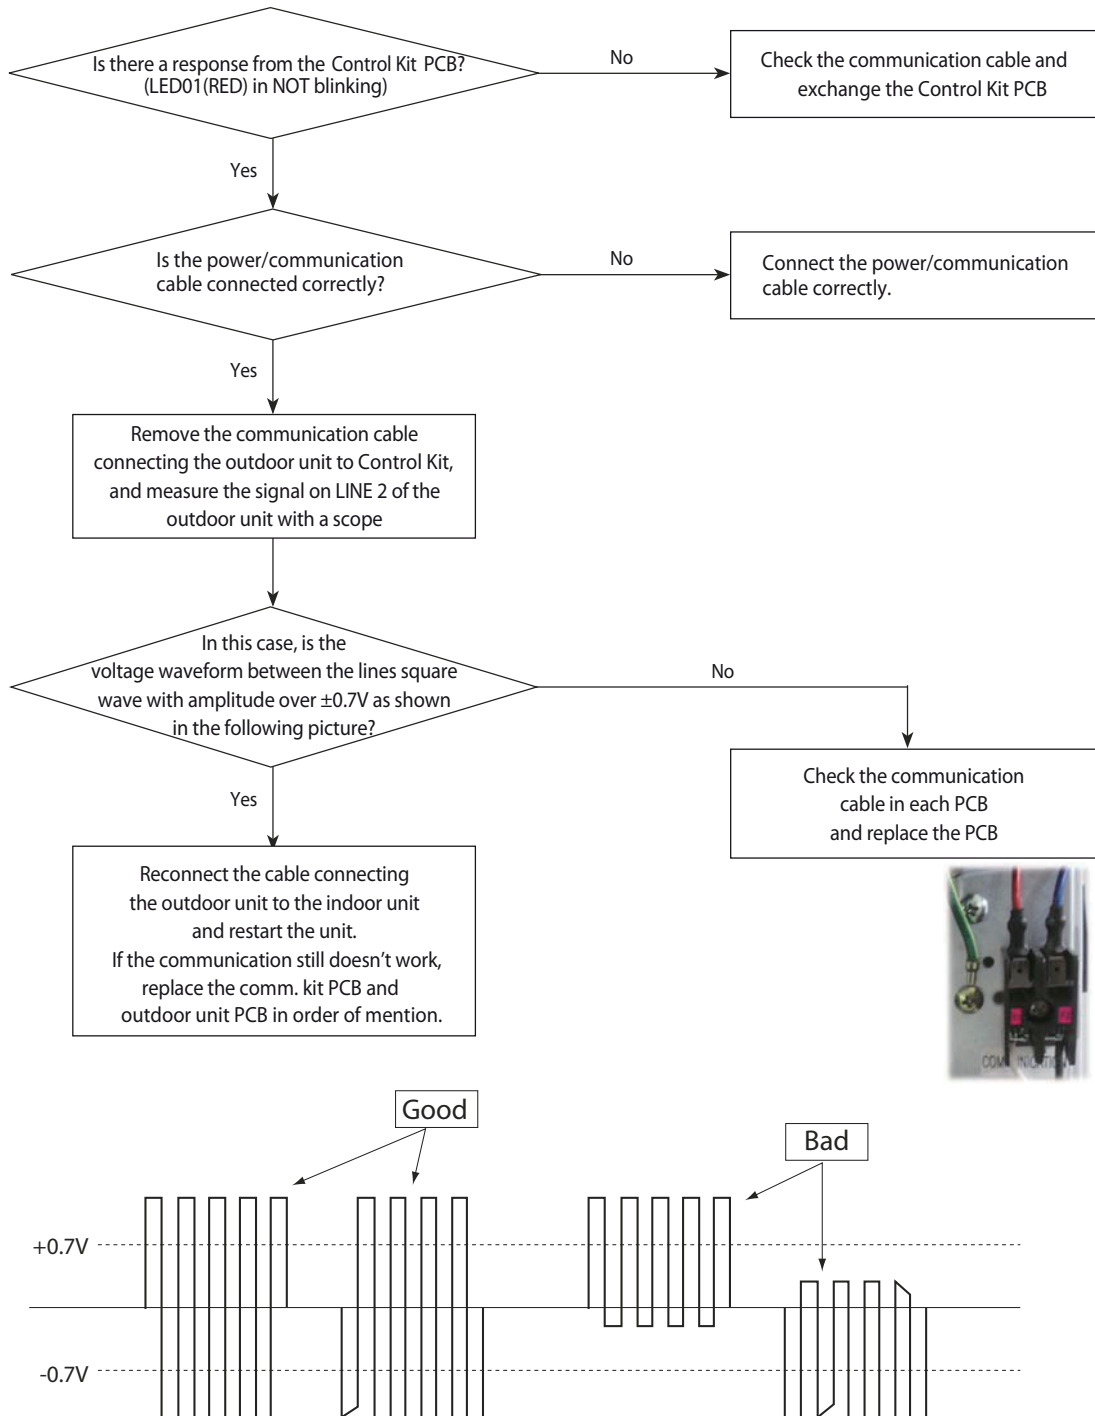 Is there a response from the Control Kit PCB?
(LED01(RED) in NOT blinking)
No
Check the communication cable and
exchange the Control Kit PCB
Yes
Is the power/communication
cable connected correctly?
No
Connect the power/communication
cable correctly.
Yes
Remove the communication cable
connecting the outdoor unit to Control Kit,
and measure the signal on LINE 2 of the
outdoor unit with a scope
In this case, is the
voltage waveform between the lines square
wave with amplitude over ±0.7V as shown
in the following picture?
No
Check the communication
cable in each PCB
and replace the PCB
Yes
Reconnect the cable connecting
the outdoor unit to the indoor unit
and restart the unit.
If the communication still doesn't work,
replace the comm. kit PCB and
outdoor unit PCB in order of mention.
Good
Bad
+0.7V
-0.7V